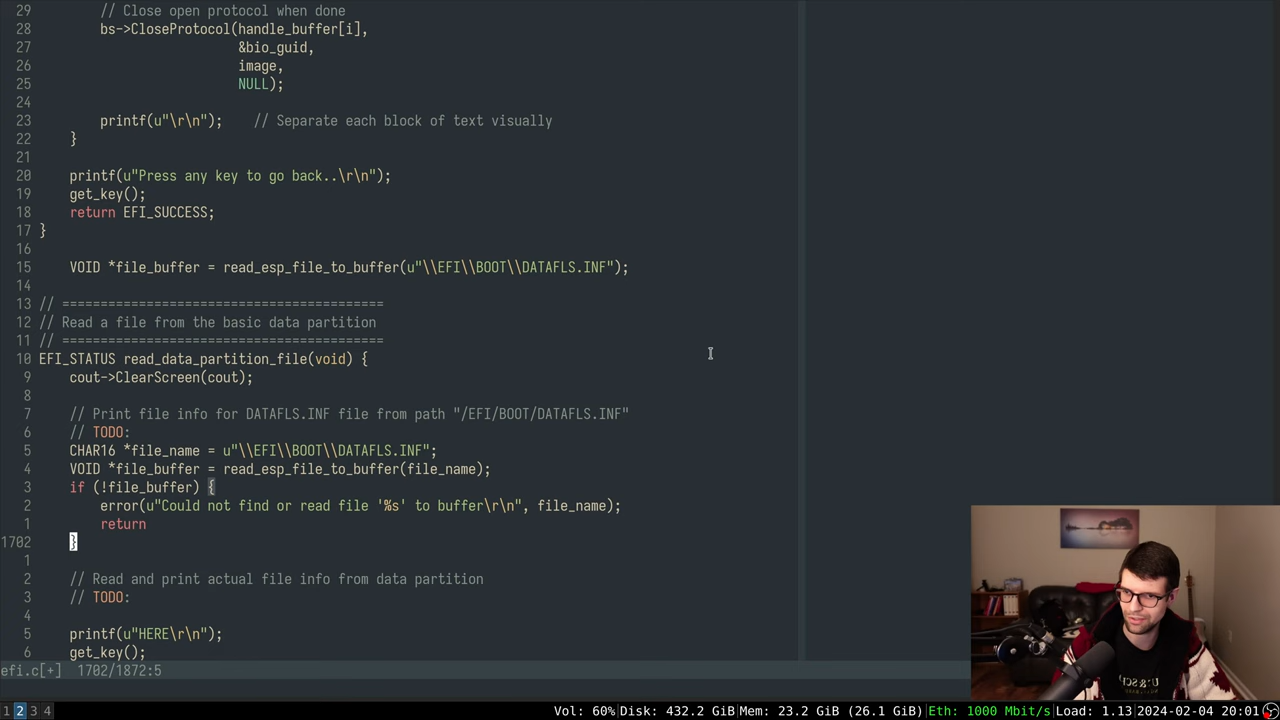 29         // Close open protocol when done
28         bs->CloseProtocol(handle_buffer[i],
27                           &bio_guid,
26                           image,
25                           NULL);
24
23         printf(u"\r\n");    // Separate each block of text visually
22     }
21
20     printf(u"Press any key to go back..\r\n");
19     get_key();
18     return EFI_SUCCESS;
17 }
16
15     VOID *file_buffer = read_esp_file_to_buffer(u"\\EFI\\BOOT\\DATAFLS.INF");
14
13 // ==========================================
12 // Read a file from the basic data partition
11 // ==========================================
10 EFI_STATUS read_data_partition_file(void) {
9     cout->ClearScreen(cout);
8
7     // Print file info for DATAFLS.INF file from path "/EFI/BOOT/DATAFLS.INF"
6     // TODO:
5     CHAR16 *file_name = u"\\EFI\\BOOT\\DATAFLS.INF";
4     VOID *file_buffer = read_esp_file_to_buffer(file_name);
3     if (!file_buffer) {
2         error(u"Could not find or read file '%s' to buffer\r\n", file_name);
1         return
1702     }
1
2     // Read and print actual file info from data partition
3     // TODO:
4
5     printf(u"HERE\r\n");
6     get_key();
efi.c[+]  1702/1872:5
1 2 3 4 Vol: 60%|Disk: 432.2 GiB|Mem: 23.2 GiB (26.1 GiB)|Eth: 1000 Mbit/s|Load: 1.13|2024-02-04 20:01